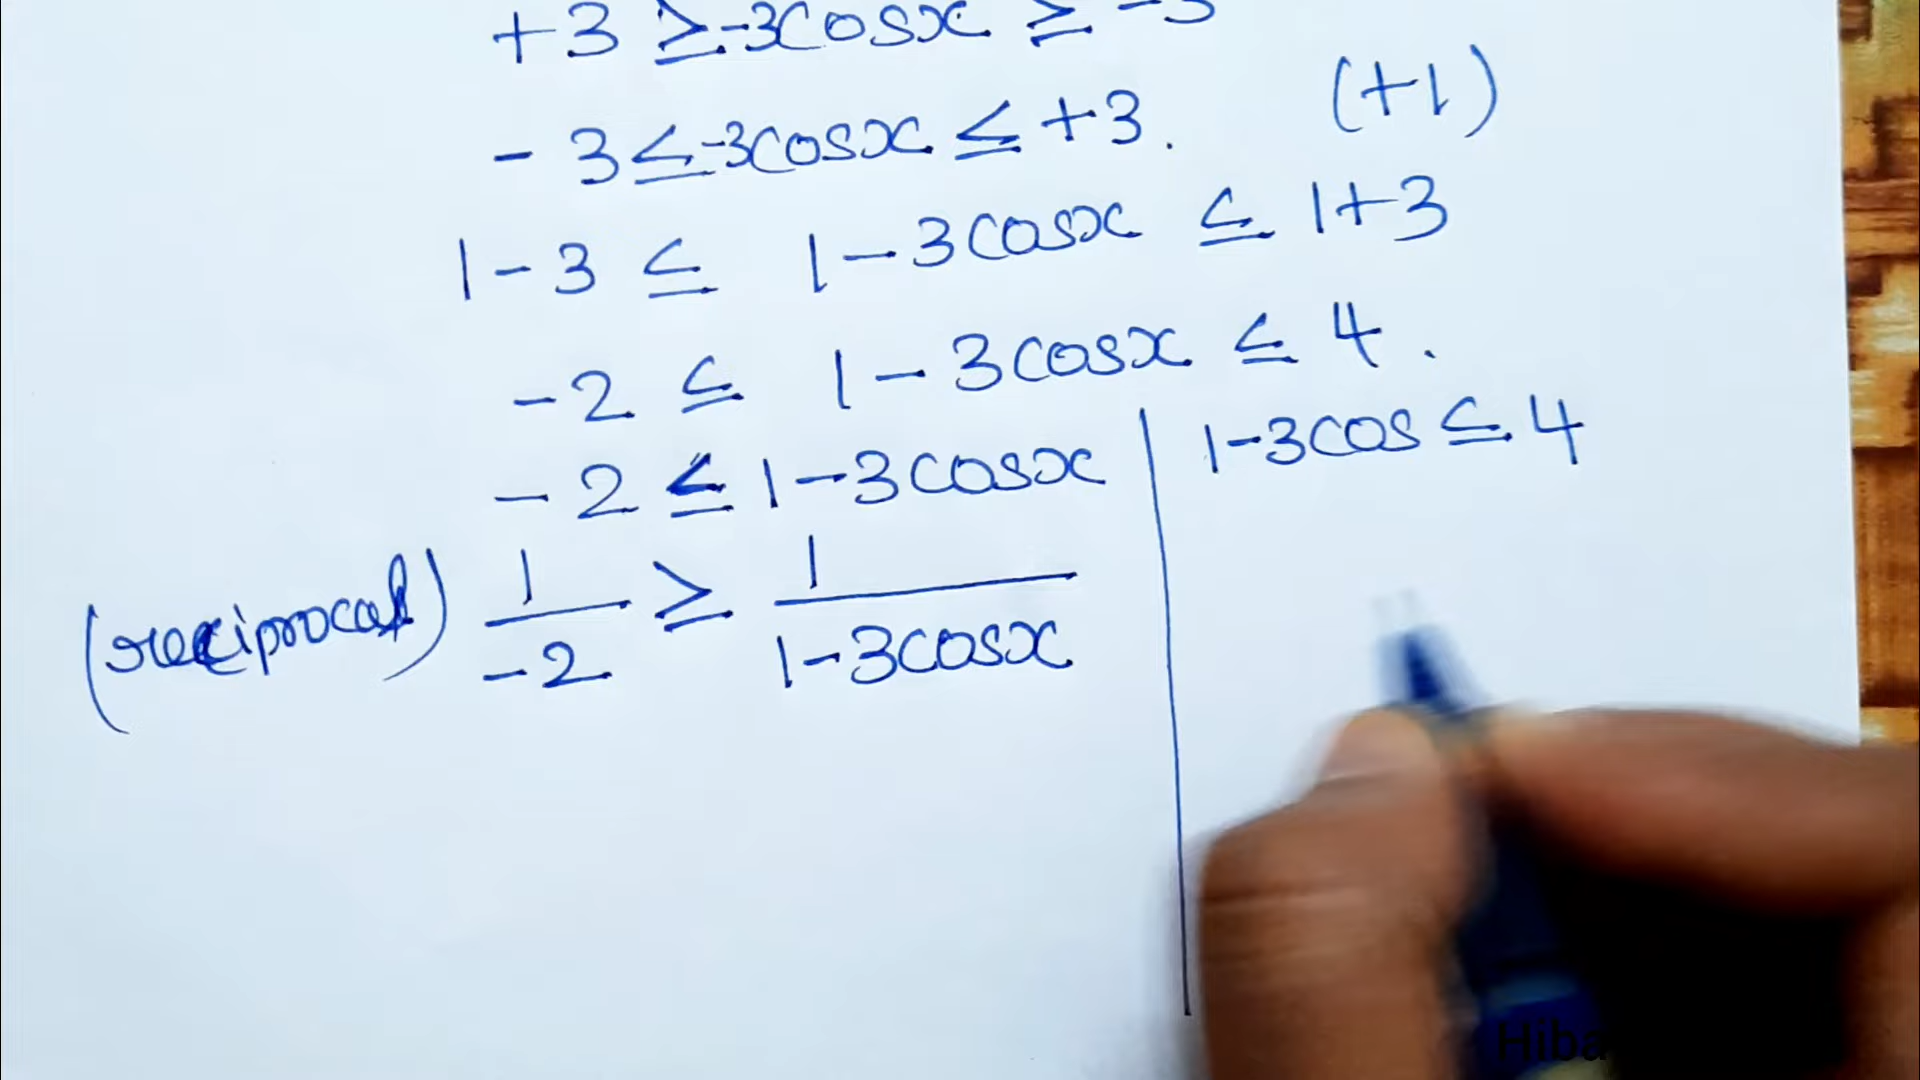 +3 ≥ -3cosx ≥ -3
(+1)
- 3 ≤ -3cosx ≤ +3.
1 - 3 ≤ 1 - 3cosx ≤ 1+3
-2 ≤ 1 - 3cosx ≤ 4.
-2 ≤ 1-3cosx
1-3cos ≤ 4
(reciprocal) 1/-2 ≥ 1/1-3cosx
Hiba